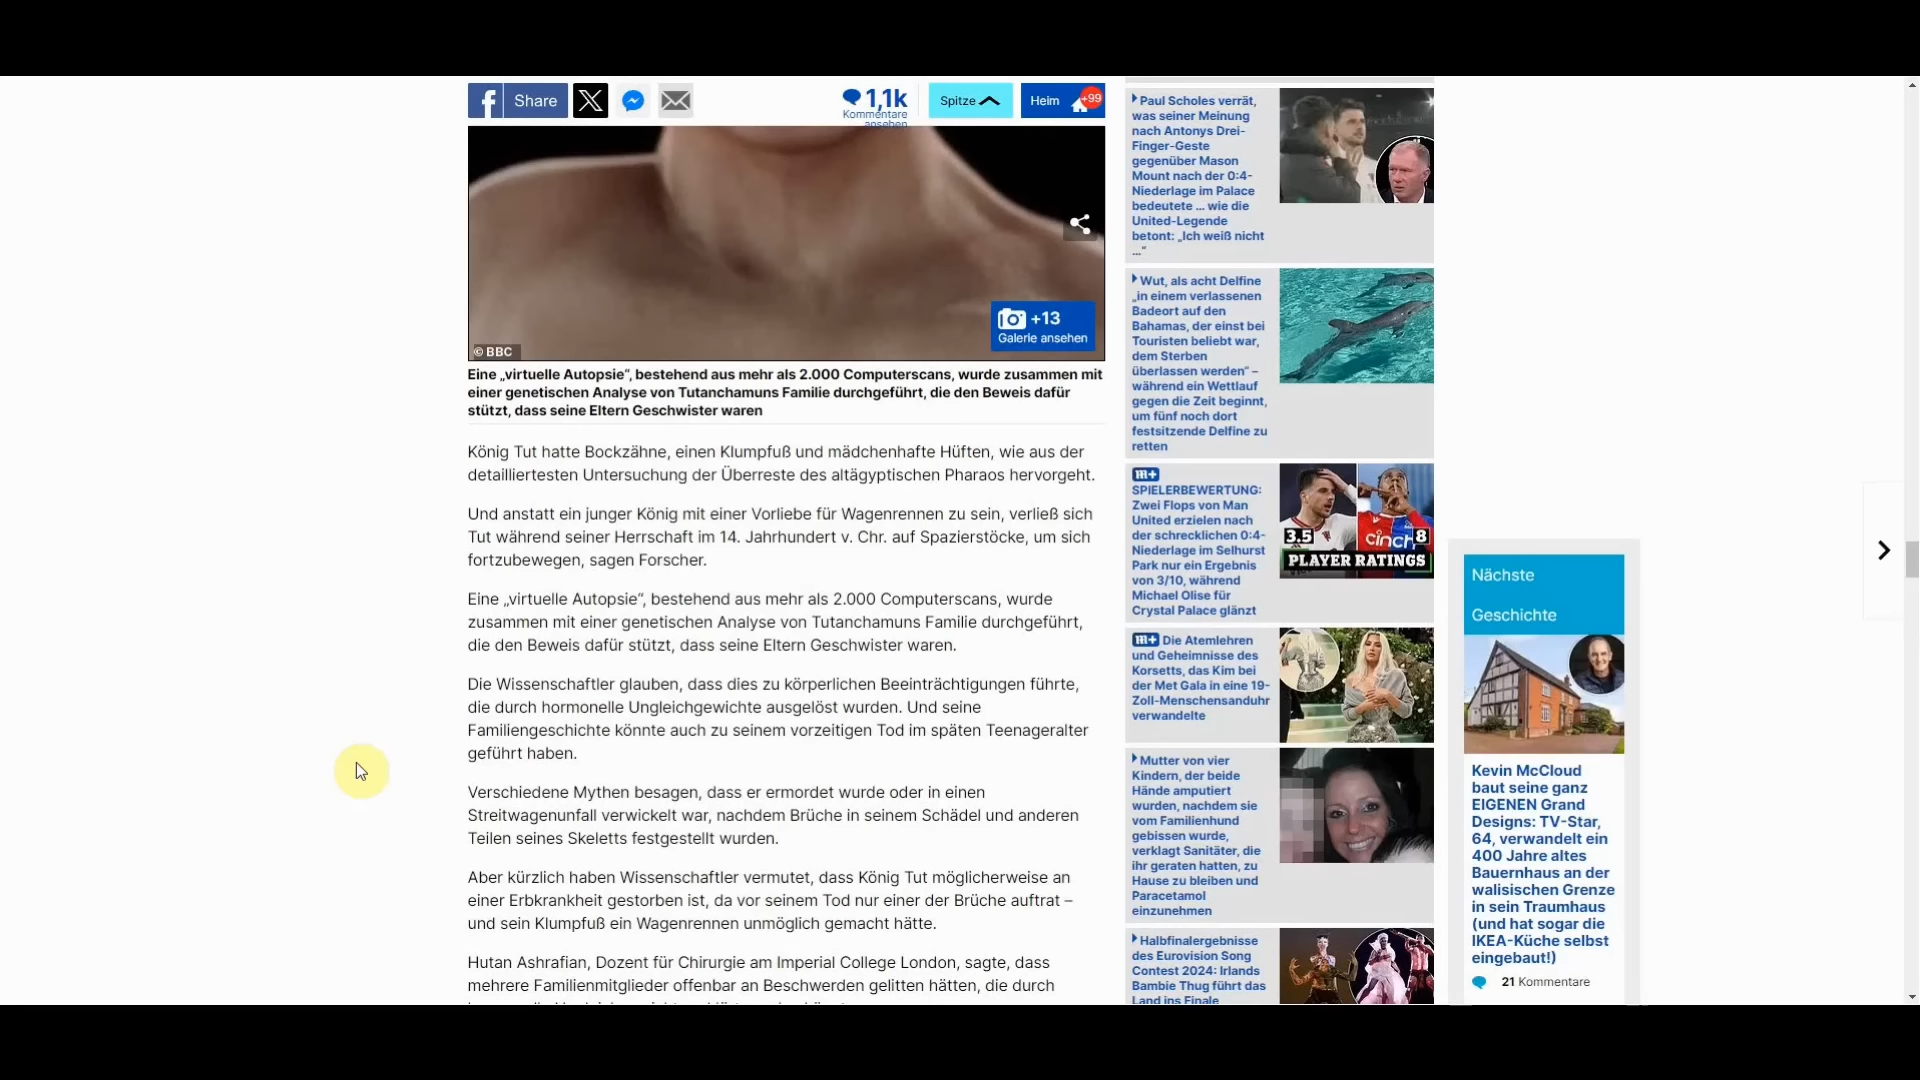 Share
1,1k
Kommentare
ansehen
Spitze
Heim
+99
+13
Galerie ansehen
© BBC
Eine „virtuelle Autopsie“, bestehend aus mehr als 2.000 Computerscans, wurde zusammen mit
einer genetischen Analyse von Tutanchamuns Familie durchgeführt, die den Beweis dafür
stützt, dass seine Eltern Geschwister waren
König Tut hatte Bockzähne, einen Klumpfuß und mädchenhafte Hüften, wie aus der
detailliertesten Untersuchung der Überreste des altägyptischen Pharaos hervorgeht.
Und anstatt ein junger König mit einer Vorliebe für Wagenrennen zu sein, verließ sich
Tut während seiner Herrschaft im 14. Jahrhundert v. Chr. auf Spazierstöcke, um sich
fortzubewegen, sagen Forscher.
Eine „virtuelle Autopsie“, bestehend aus mehr als 2.000 Computerscans, wurde
zusammen mit einer genetischen Analyse von Tutanchamuns Familie durchgeführt,
die den Beweis dafür stützt, dass seine Eltern Geschwister waren.
Die Wissenschaftler glauben, dass dies zu körperlichen Beeinträchtigungen führte,
die durch hormonelle Ungleichgewichte ausgelöst wurden. Und seine
Familiengeschichte könnte auch zu seinem vorzeitigen Tod im späten Teenageralter
geführt haben.
Verschiedene Mythen besagen, dass er ermordet wurde oder in einen
Streitwagenunfall verwickelt war, nachdem Brüche in seinem Schädel und anderen
Teilen seines Skeletts festgestellt wurden.
Aber kürzlich haben Wissenschaftler vermutet, dass König Tut möglicherweise an
einer Erbkrankheit gestorben ist, da vor seinem Tod nur einer der Brüche auftrat –
und sein Klumpfuß ein Wagenrennen unmöglich gemacht hätte.
Hutan Ashrafian, Dozent für Chirurgie am Imperial College London, sagte, dass
mehrere Familienmitglieder offenbar an Beschwerden gelitten hätten, die durch
Paul Scholes verrät,
was seiner Meinung
nach Antonys Drei-
Finger-Geste
gegenüber Mason
Mount nach der 0:4-
Niederlage im Palace
bedeutete ... wie die
United-Legende
betont: „Ich weiß nicht
...“
Wut, als acht Delfine
„in einem verlassenen
Badeort auf den
Bahamas, der einst bei
Touristen beliebt war,
dem Sterben
überlassen werden“ –
während ein Wettlauf
gegen die Zeit beginnt,
um fünf noch dort
festsitzende Delfine zu
retten
m+
SPIELERBEWERTUNG:
Zwei Flops von Man
United erzielen nach
der schrecklichen 0:4-
Niederlage im Selhurst
Park nur ein Ergebnis
von 3/10, während
Michael Olise für
Crystal Palace glänzt
3.5
cinch
8
PLAYER RATINGS
m+ Die Atemlehren
und Geheimnisse des
Korsetts, das Kim bei
der Met Gala in eine 19-
Zoll-Menschensanduhr
verwandelte
Mutter von vier
Kindern, der beide
Hände amputiert
wurden, nachdem sie
vom Familienhund
gebissen wurde,
verklagt Sanitäter, die
ihr geraten hatten, zu
Hause zu bleiben und
Paracetamol
einzunehmen
Halbfinalergebnisse
des Eurovision Song
Contest 2024: Irlands
Bambie Thug führt das
Land ins Finale
Nächste
Geschichte
Kevin McCloud
baut seine ganz
EIGENEN Grand
Designs: TV-Star,
64, verwandelt ein
400 Jahre altes
Bauernhaus an der
walisischen Grenze
in sein Traumhaus
(und hat sogar die
IKEA-Küche selbst
eingebaut!)
21 Kommentare